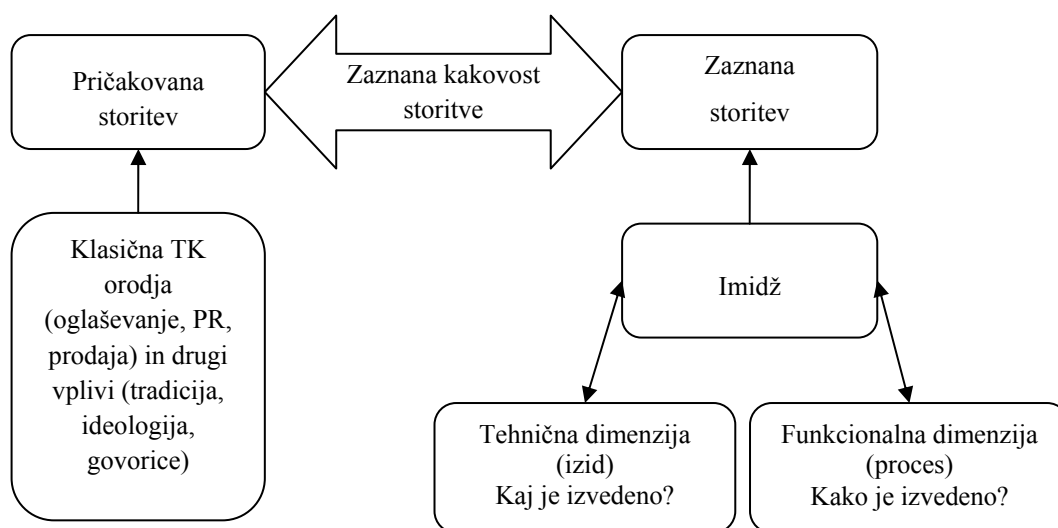 Pričakovana
storitev
Zaznana kakovost
storitve
Zaznana
storitev
Klasična TK
orodja
(oglaševanje, PR,
prodaja) in drugi
vplivi (tradicija,
ideologija,
govorice)
Imidž
Tehnična dimenzija
(izid)
Kaj je izvedeno?
Funkcionalna dimenzija
(proces)
Kako je izvedeno?